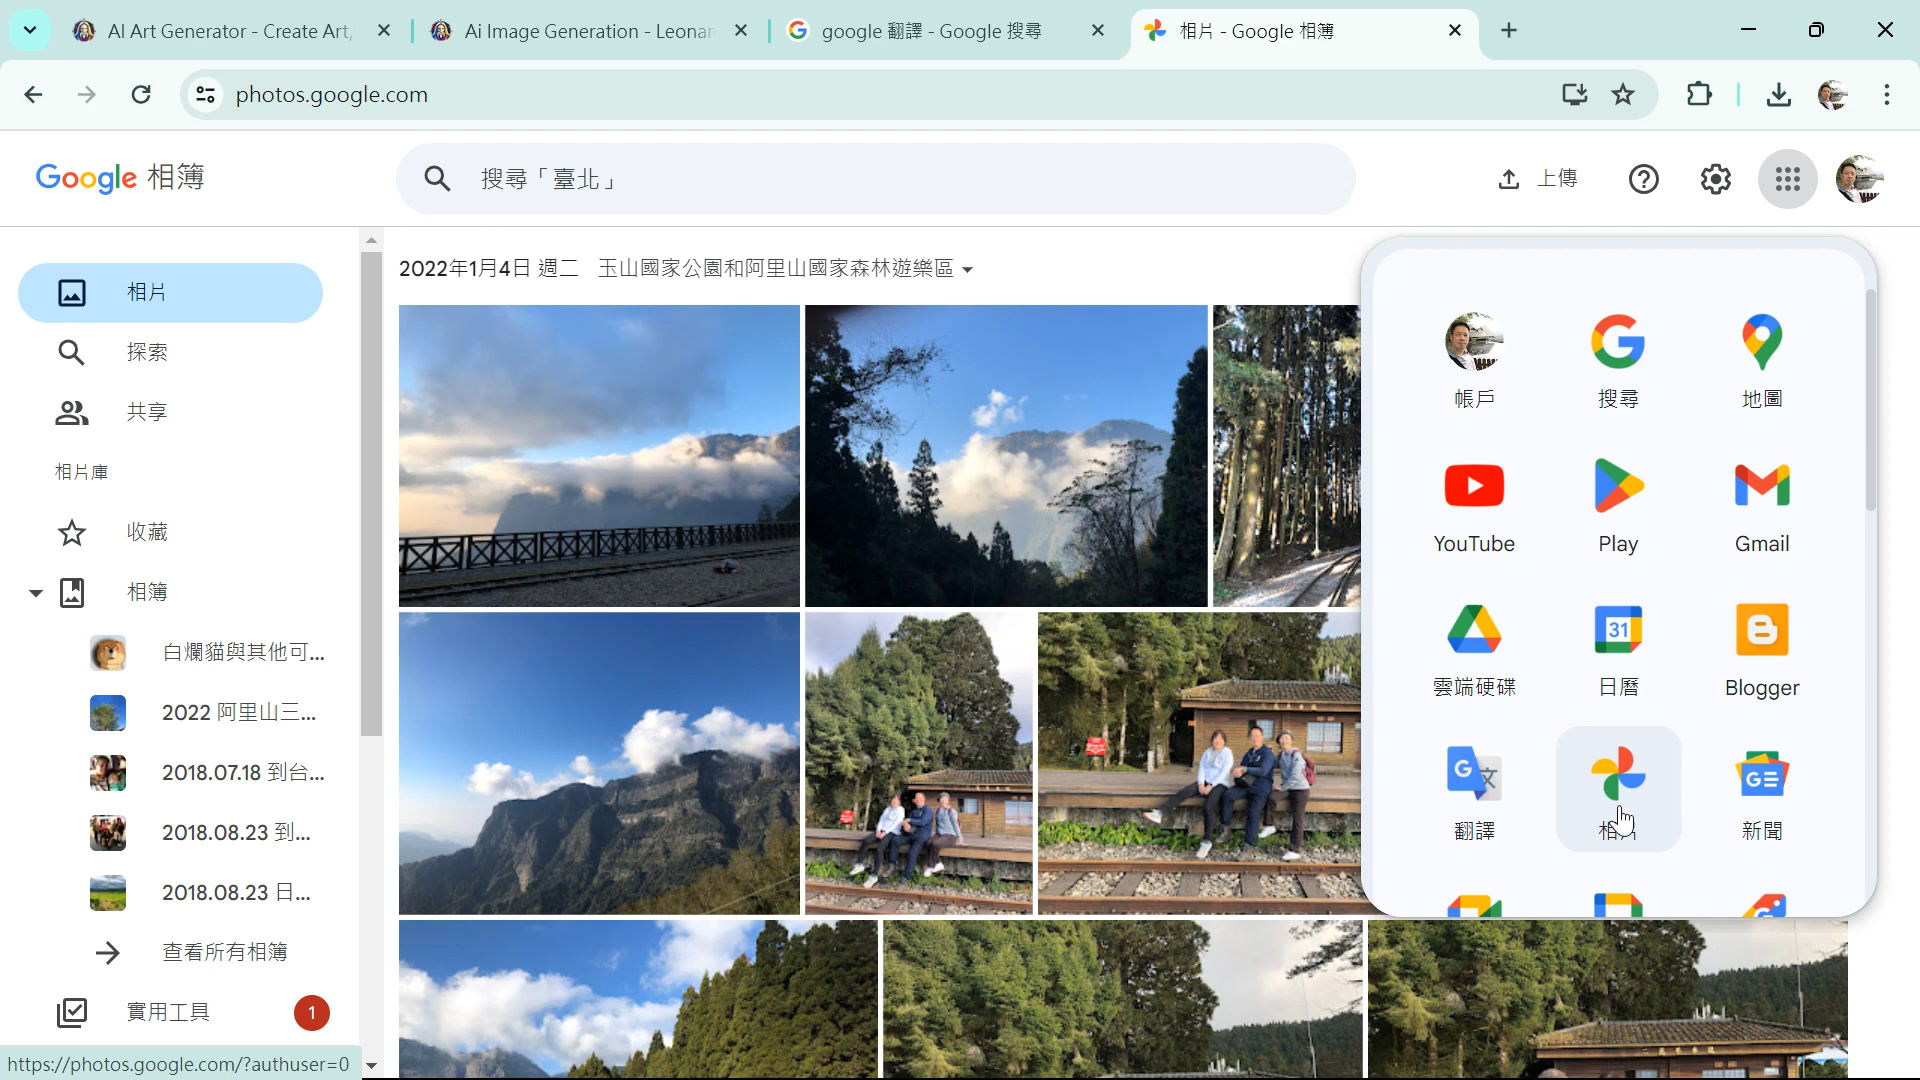 AI Art Generator - Create Art,
Ai Image Generation - Leonar
google 翻譯 - Google 搜尋
相片 - Google 相簿
photos.google.com
Google 相簿
搜尋「臺北」
上傳
相片
探索
共享
相片庫
收藏
相簿
白爛貓與其他可...
2022 阿里山三...
2018.07.18 到台...
2018.08.23 到...
2018.08.23 日...
查看所有相簿
實用工具
1
https://photos.google.com/?authuser=0
2022年1月4日 週二 玉山國家公園和阿里山國家森林遊樂區
帳戶
搜尋
地圖
YouTube
Play
Gmail
31
雲端硬碟
日曆
Blogger
翻譯
相片
新聞